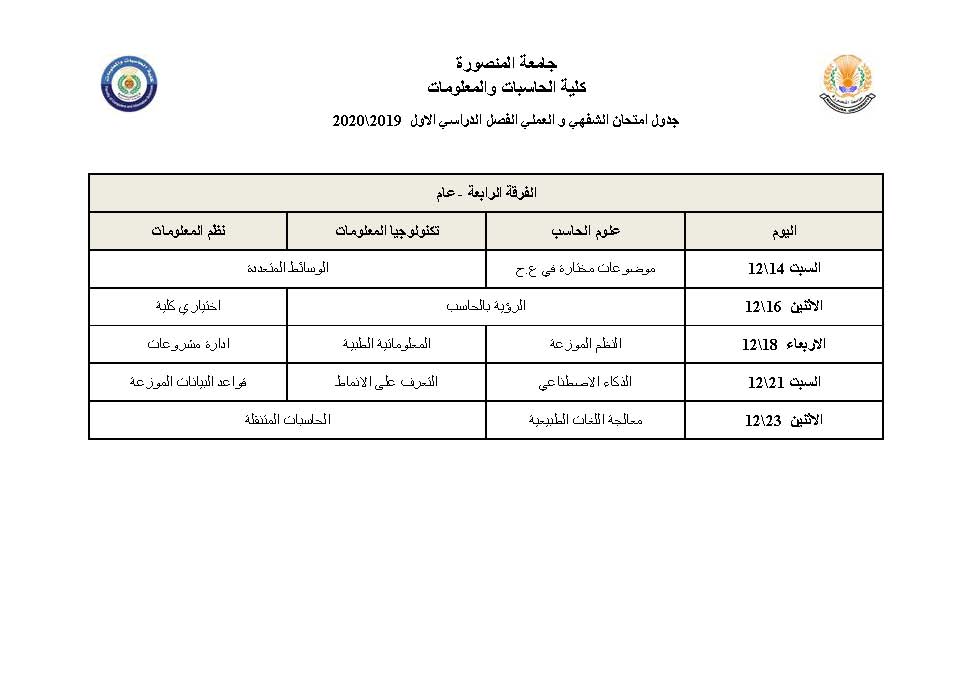 جامعة المنصورة
كلية الحاسبات والمعلومات
جدول امتحان الشفهي و العملي الفصل الدراسي الاول 2019\2020
الفرقة الرابعة - عام
اليوم علوم الحاسب تكنولوجيا المعلومات نظم المعلومات
السبت 14\12 موضوعات مختارة في ع.ح الوسائط المتعددة
الاثنين 16\12 الرؤية بالحاسب اختياري كلية
الاربعاء 18\12 النظم الموزعة المعلوماتية الطبية ادارة مشروعات
السبت 21\12 الذكاء الاصطناعي التعرف على الانماط قواعد البيانات الموزعة
الاثنين 23\12 معالجة اللغات الطبيعية الحاسبات المتنقلة